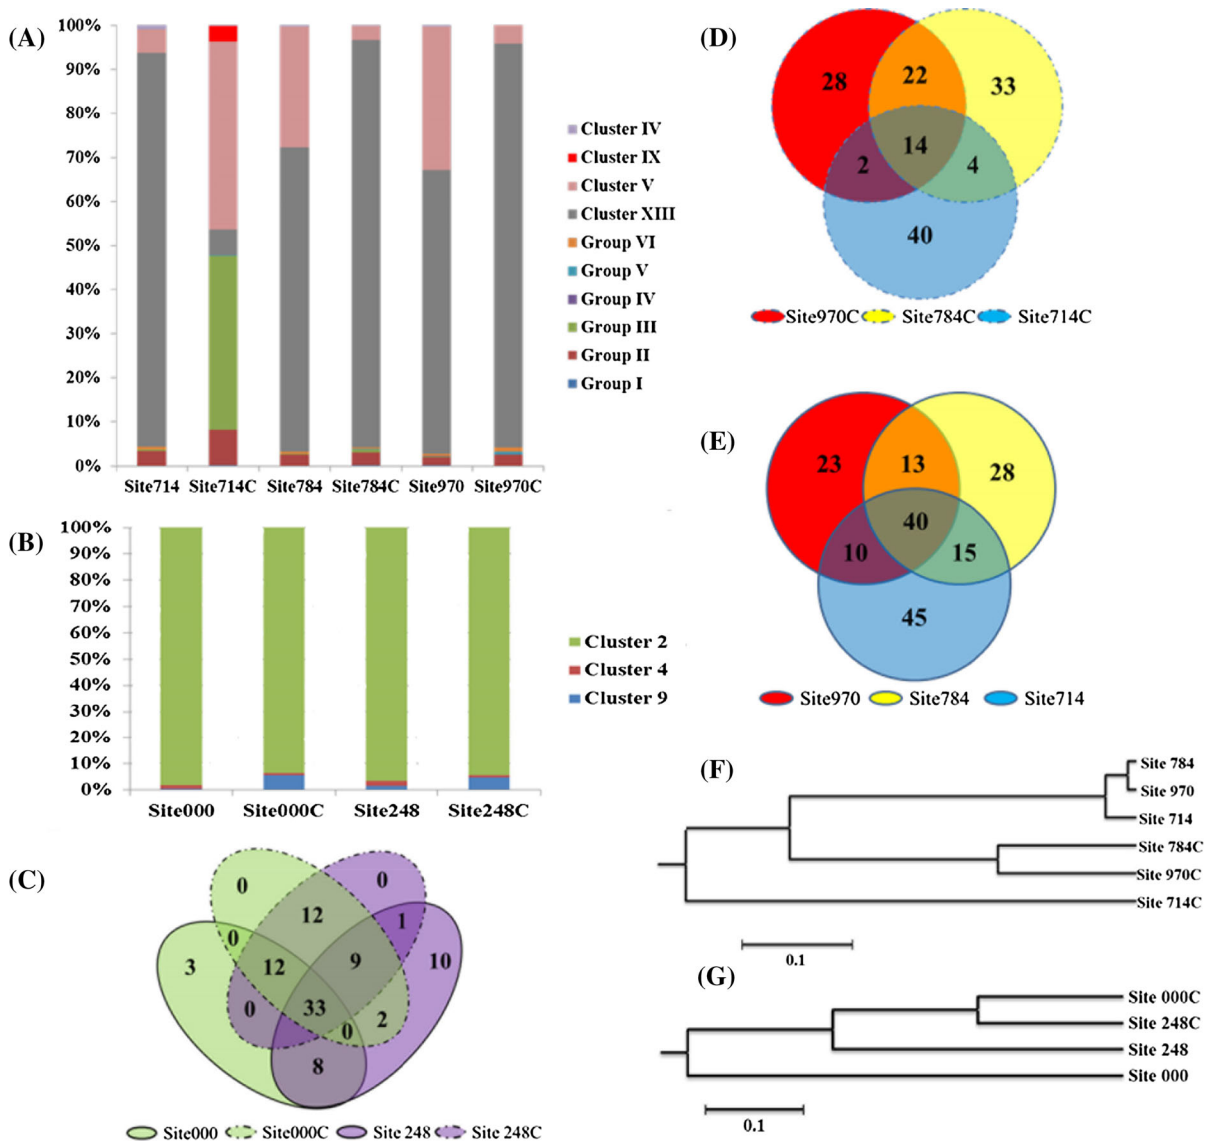 (A)
100%
90%
80%
70%
60%
50%
40%
30%
20%
10%
0%
Site714 Site714C Site784 Site784C Site970 Site970C
Cluster IV
Cluster IX
Cluster V
Cluster XIII
Group VI
Group V
Group IV
Group III
Group II
Group I
(B)
100%
90%
80%
70%
60%
50%
40%
30%
20%
10%
0%
Site000 Site000C Site248 Site248C
Cluster 2
Cluster 4
Cluster 9
(C)
0 0
12 1
0
3 12 9 10
0 33 0 2
8
Site000 Site000C Site 248 Site 248C
(D)
28 22 33
2 14 4
40
Site970C Site784C Site714C
(E)
23 13 28
40
10 15
45
Site970 Site784 Site714
(F)
Site 784
Site 970
Site 714
Site 784C
Site 970C
Site 714C
0.1
(G)
Site 000C
Site 248C
Site 248
Site 000
0.1